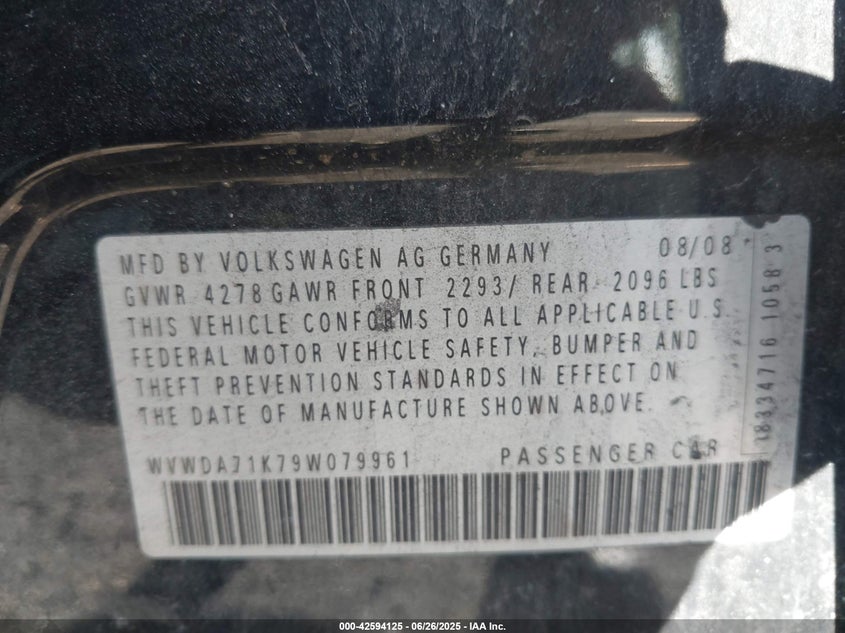 MFD BY VOLKSWAGEN AG GERMANY 08/08
GVWR 4278 GAWR FRONT 2293/ REAR 2096 LBS
THIS VEHICLE CONFORMS TO ALL APPLICABLE U.S.
FEDERAL MOTOR VEHICLE SAFETY, BUMPER AND
THEFT PREVENTION STANDARDS IN EFFECT ON
THE DATE OF MANUFACTURE SHOWN ABOVE.
WVWDA71K79W079961 PASSENGER CAR
18334716 1058 3
000-42594125 - 06/26/2025 - IAA Inc.